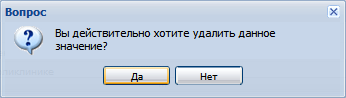 Вопрос
Вы действительно хотите удалить данное
значение?
Да
Нет